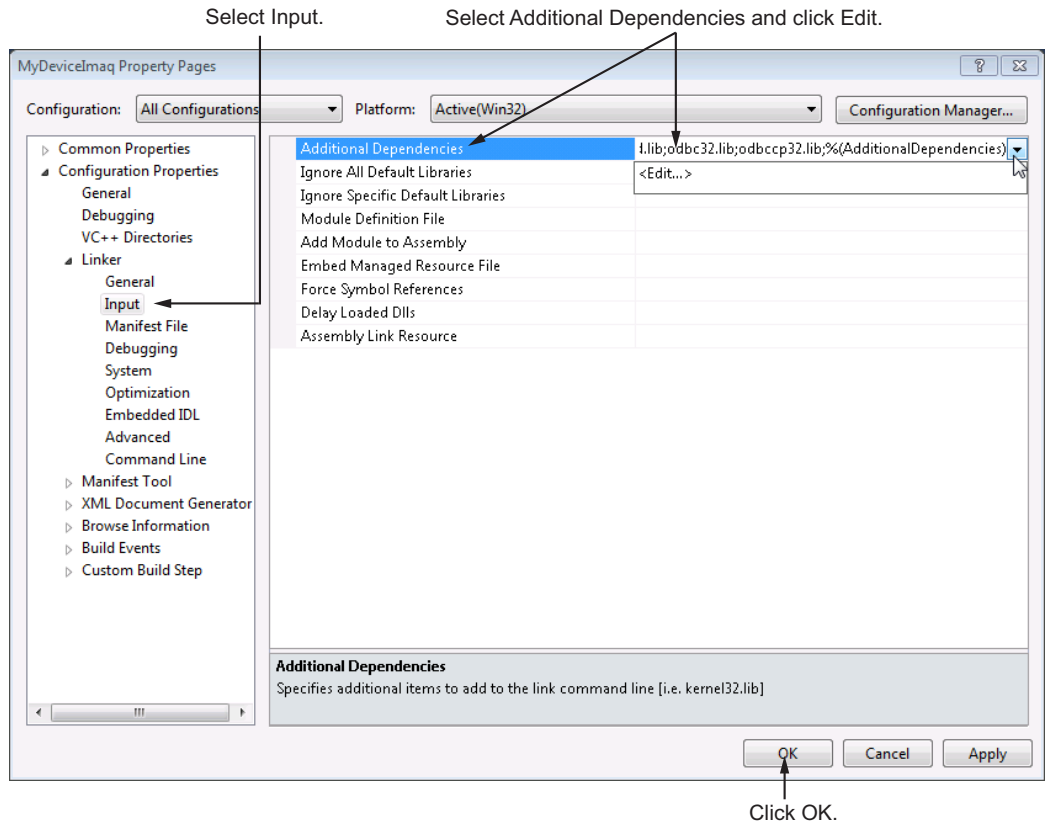 Select Input.
Select Additional Dependencies and click Edit.
MyDeviceImaq Property Pages
Configuration: All Configurations Platform: Active(Win32) Configuration Manager...
Common Properties
Configuration Properties
General
Debugging
VC++ Directories
Linker
General
Input
Manifest File
Debugging
System
Optimization
Embedded IDL
Advanced
Command Line
Manifest Tool
XML Document Generator
Browse Information
Build Events
Custom Build Step
Additional Dependencies
.lib;odbc32.lib;odbccp32.lib;%(AdditionalDependencies)
Ignore All Default Libraries
<Edit...>
Ignore Specific Default Libraries
Module Definition File
Add Module to Assembly
Embed Managed Resource File
Force Symbol References
Delay Loaded Dlls
Assembly Link Resource
Additional Dependencies
Specifies additional items to add to the link command line [i.e. kernel32.lib]
OK Cancel Apply
Click OK.